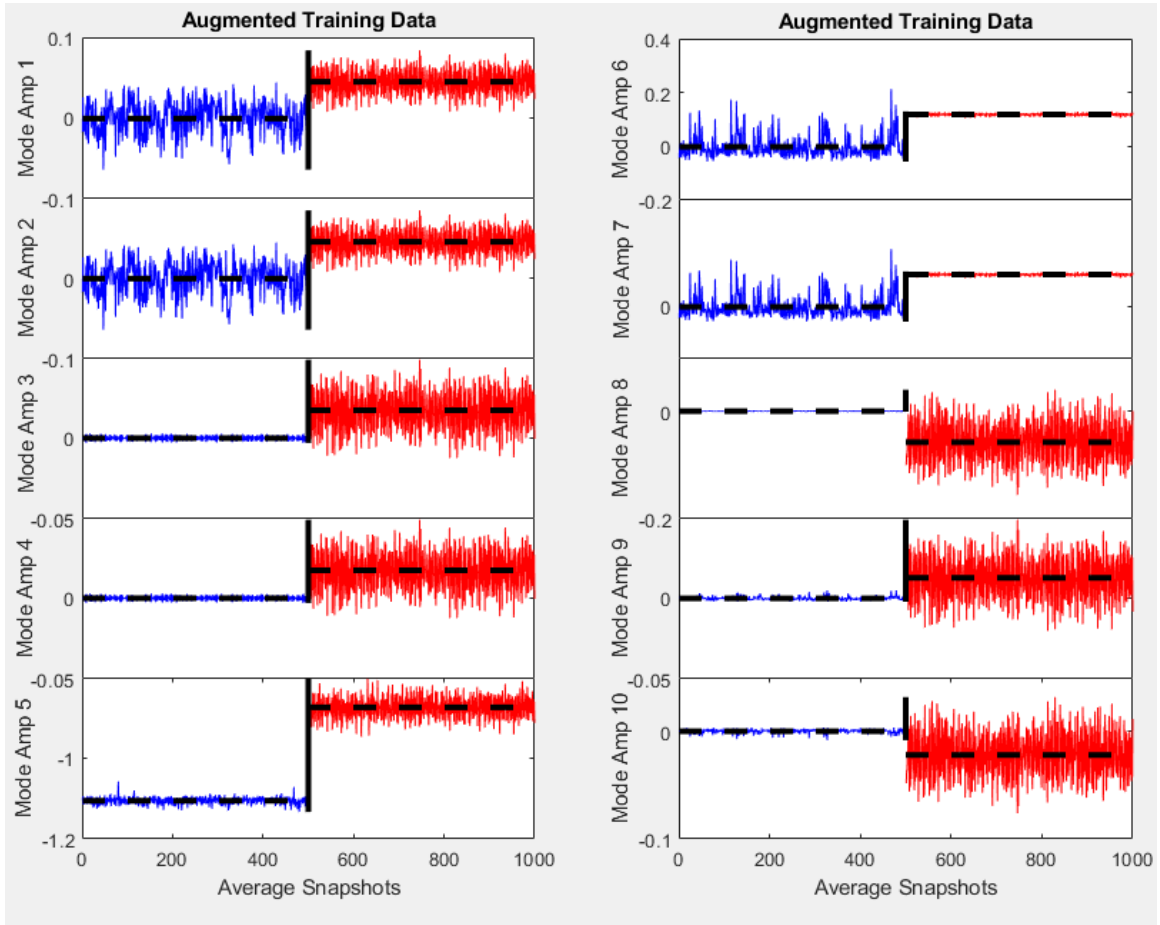 Augmented Training Data
0.1
Mode Amp 1
0
-0.1
Mode Amp 2
0
-0.1
Mode Amp 3
0
-0.05
Mode Amp 4
0
-0.05
Mode Amp 5
-1
-1.2
0 200 400 600 800 1000
Average Snapshots
Augmented Training Data
0.4
0.2
Mode Amp 6
0
-0.2
Mode Amp 7
0
Mode Amp 8
0
-0.2
Mode Amp 9
0
-0.05
Mode Amp 10
0
-0.1
0 200 400 600 800 1000
Average Snapshots